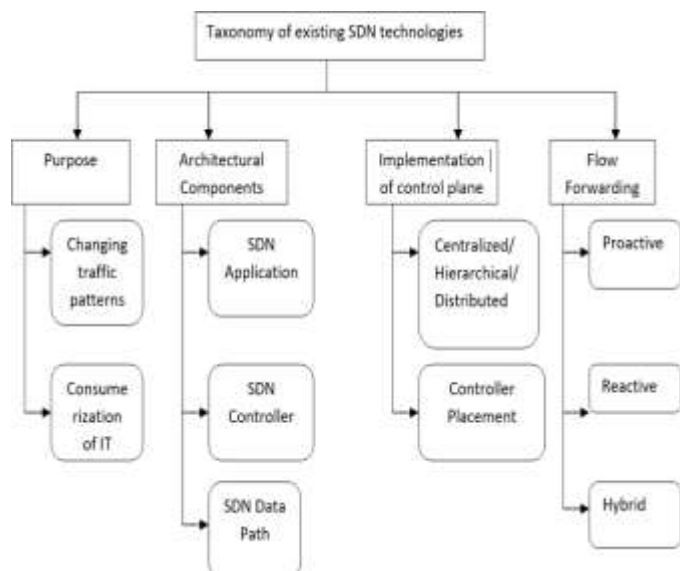 Taxonomy of existing SDN technologies
Purpose
Architectural
Components
Implementation
of control plane
Flow
Forwarding
Changing
traffic
patterns
SDN
Application
Centralized/
Hierarchical/
Distributed
Proactive
Consume
rization
of IT
SDN
Controller
Controller
Placement
Reactive
SDN Data
Path
Hybrid